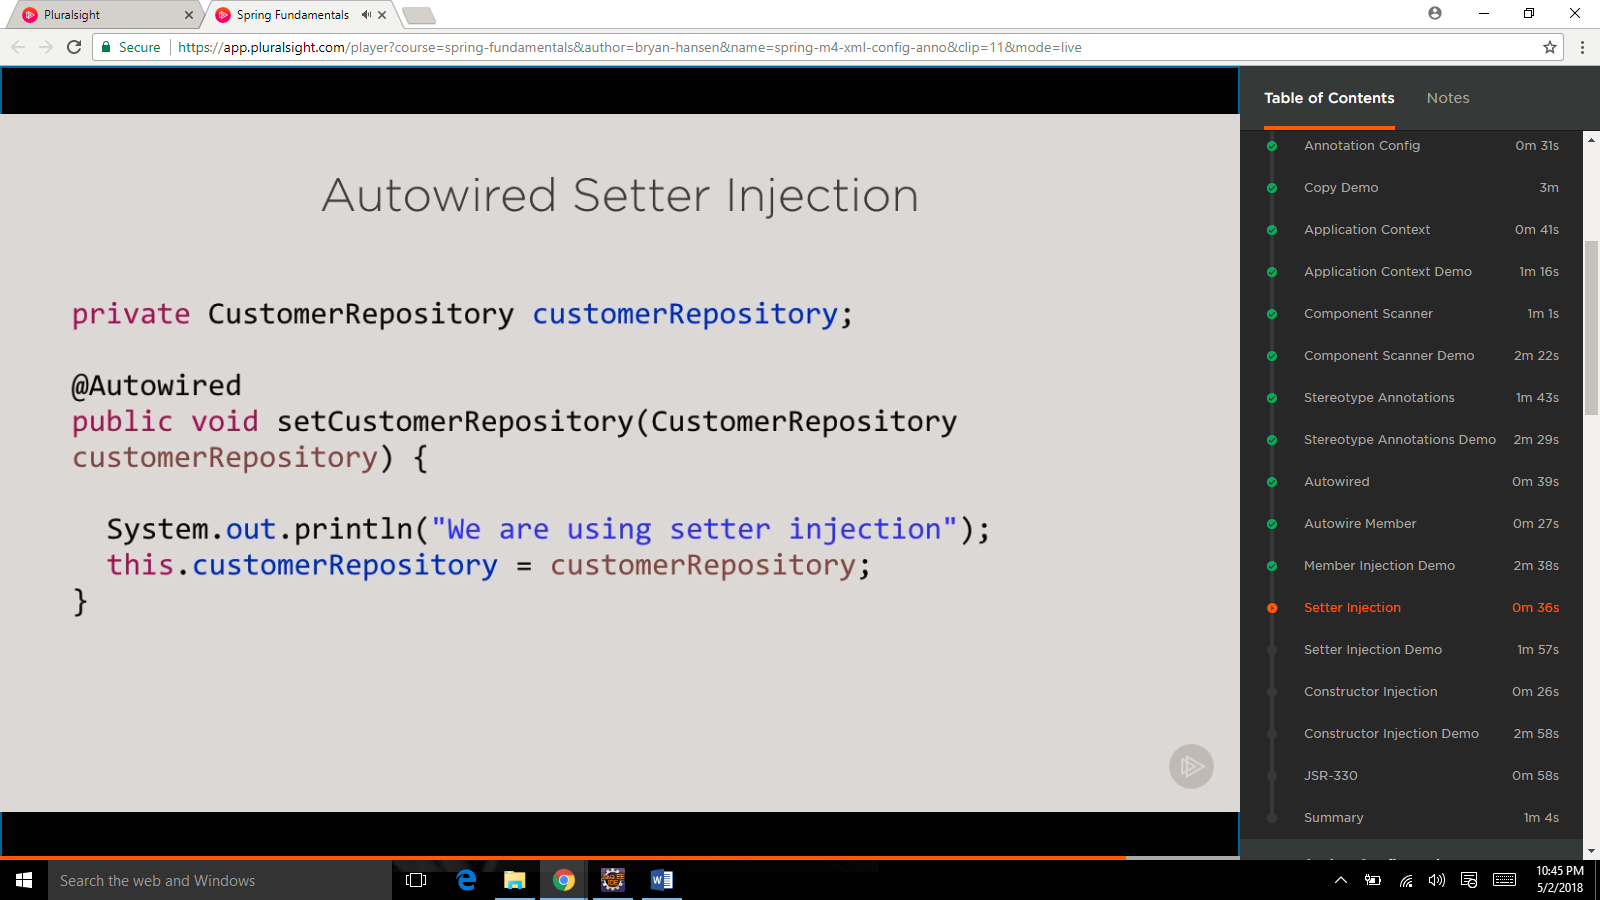 Pluralsight
Spring Fundamentals
Secure
https://app.pluralsight.com/player?course=spring-fundamentals&author=bryan-hansen&name=spring-m4-xml-config-anno&clip=11&mode=live
Autowired Setter Injection
private CustomerRepository customerRepository;
@Autowired
public void setCustomerRepository(CustomerRepository
customerRepository) {
System.out.println("We are using setter injection");
this.customerRepository = customerRepository;
}
Table of Contents Notes
Annotation Config 0m 31s
Copy Demo 3m
Application Context 0m 41s
Application Context Demo 1m 16s
Component Scanner 1m 1s
Component Scanner Demo 2m 22s
Stereotype Annotations 1m 43s
Stereotype Annotations Demo 2m 29s
Autowired 0m 39s
Autowire Member 0m 27s
Member Injection Demo 2m 38s
Setter Injection 0m 36s
Setter Injection Demo 1m 57s
Constructor Injection 0m 26s
Constructor Injection Demo 2m 58s
JSR-330 0m 58s
Summary 1m 4s
Search the web and Windows
10:45 PM
5/2/2018